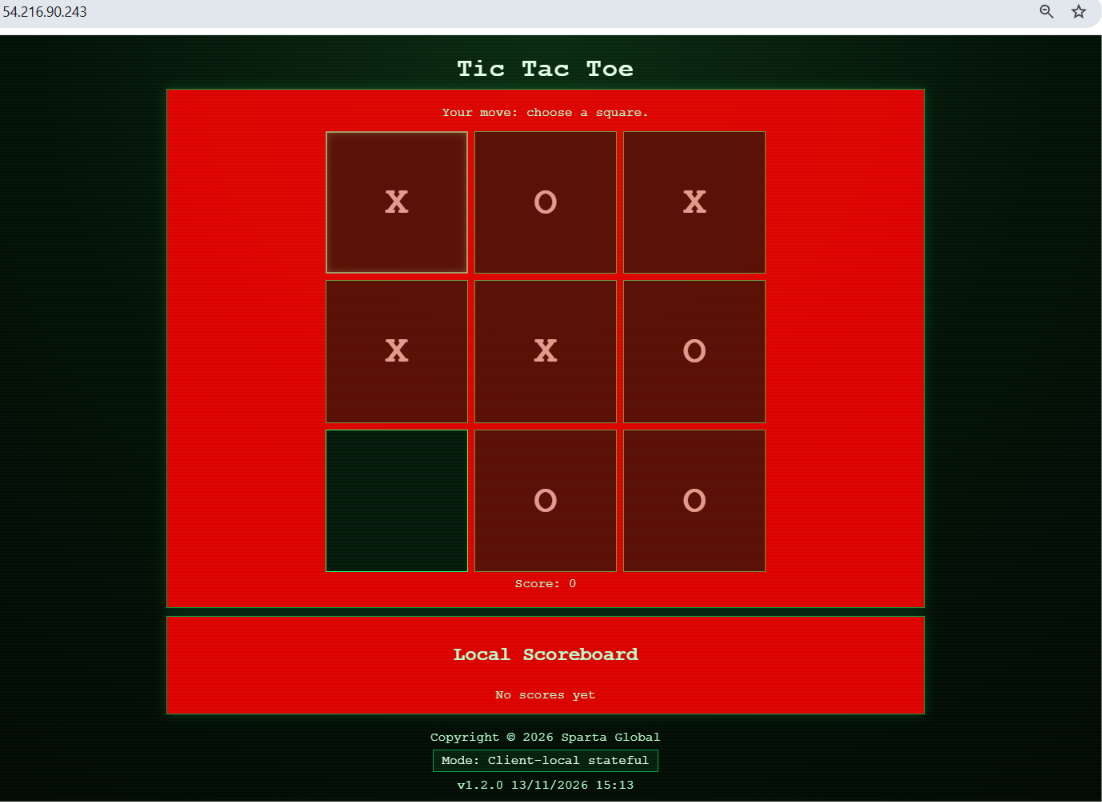 54.216.90.243
Tic Tac Toe
Your move: choose a square.
X O X
X X O
O O
Score: 0
Local Scoreboard
No scores yet
Copyright © 2026 Sparta Global
Mode: Client-local stateful
v1.2.0 13/11/2026 15:13